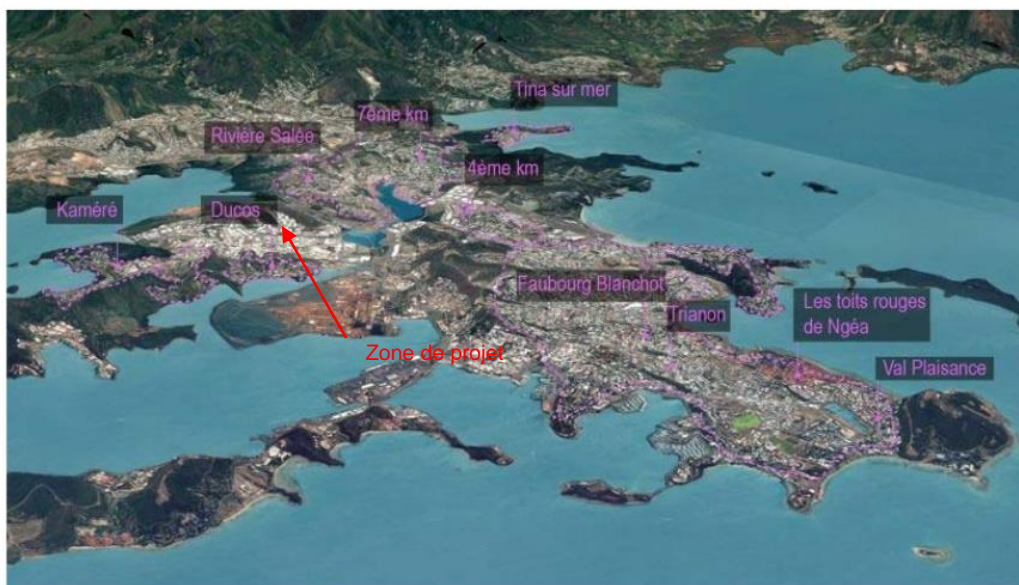 Tina sur mer
7ème km
Rivière Salée
4ème km
Kaméré
Ducos
Faubourg Blanchot
Trianon
Les toits rouges
de Ngéa
Val Plaisance
Zone de projet